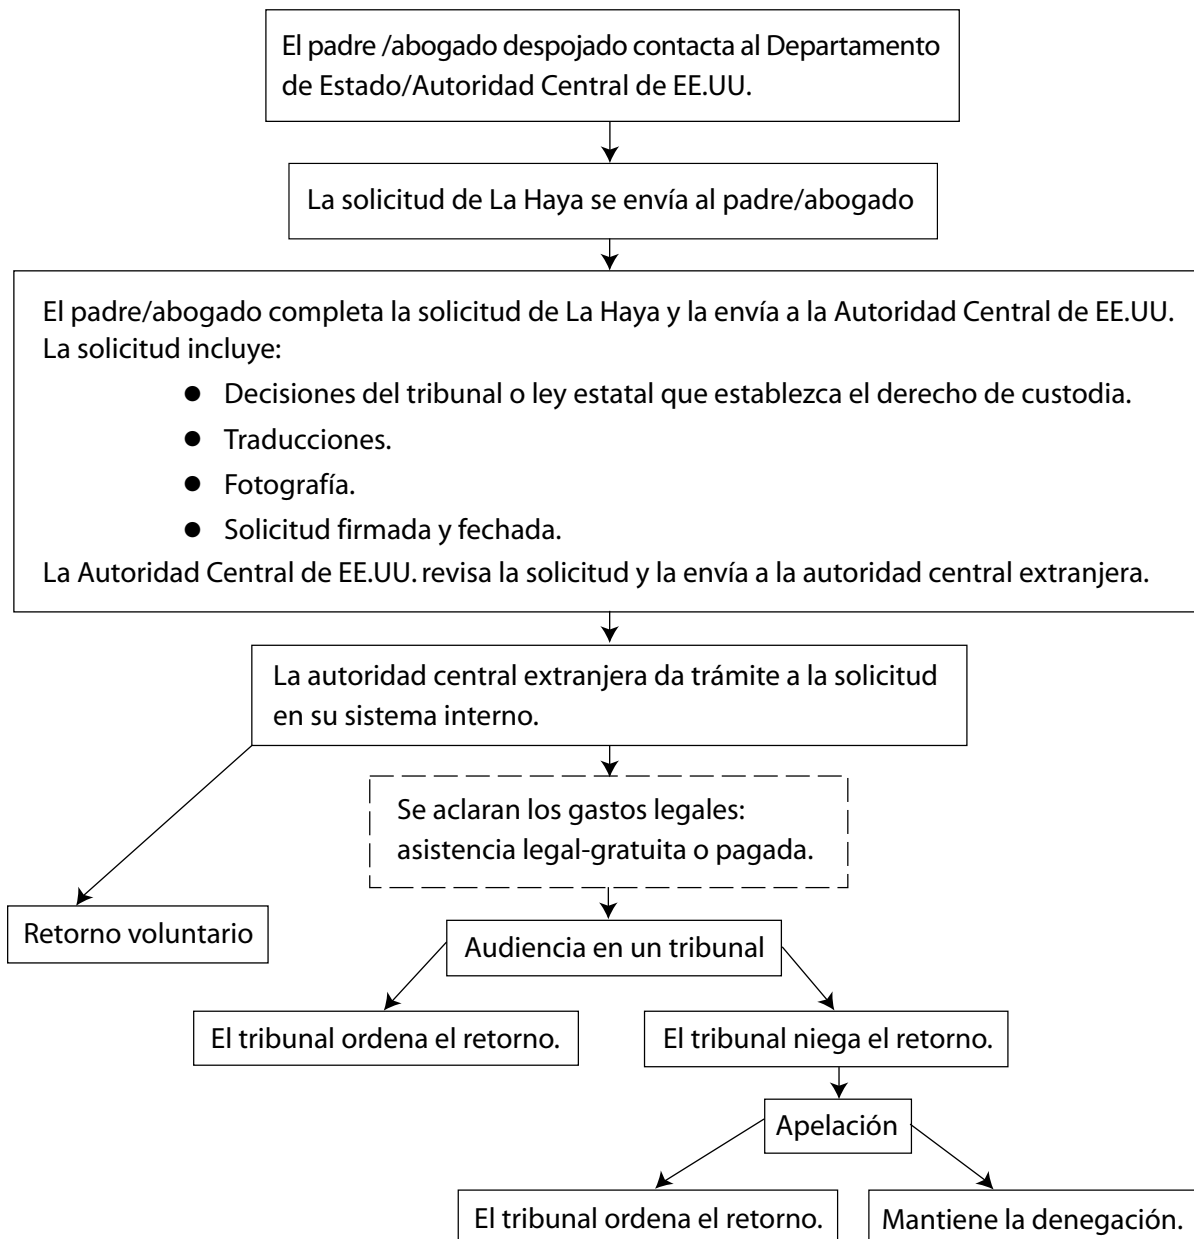 El padre /abogado despojado contacta al Departamento
de Estado/Autoridad Central de EE.UU.
La solicitud de La Haya se envía al padre/abogado
El padre/abogado completa la solicitud de La Haya y la envía a la Autoridad Central de EE.UU.
La solicitud incluye:
● Decisiones del tribunal o ley estatal que establezca el derecho de custodia.
● Traducciones.
● Fotografía.
● Solicitud firmada y fechada.
La Autoridad Central de EE.UU. revisa la solicitud y la envía a la autoridad central extranjera.
La autoridad central extranjera da trámite a la solicitud
en su sistema interno.
Se aclaran los gastos legales:
asistencia legal-gratuita o pagada.
Retorno voluntario
Audiencia en un tribunal
El tribunal ordena el retorno.
El tribunal niega el retorno.
Apelación
El tribunal ordena el retorno.
Mantiene la denegación.